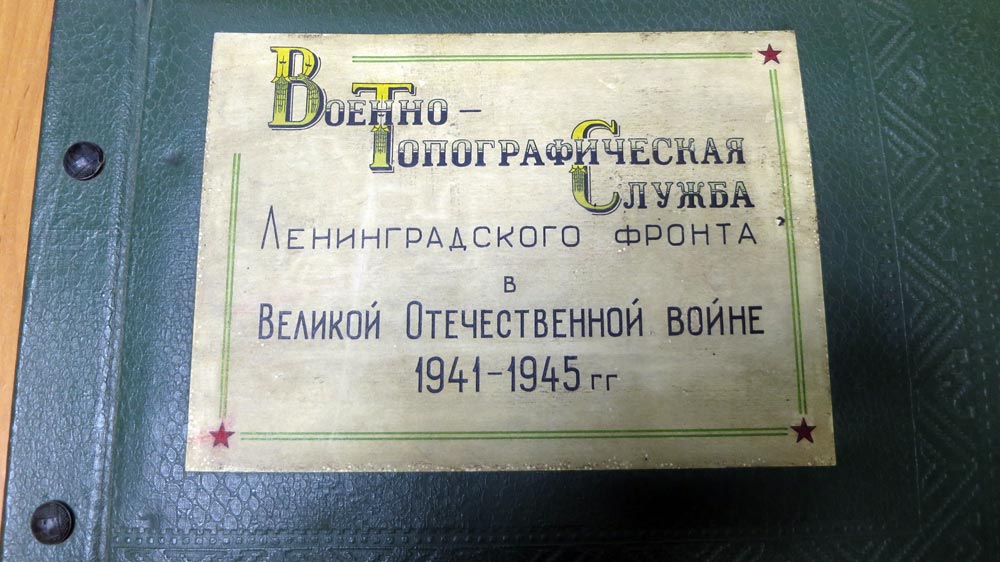 Военно-
Топографическая
Служба
Ленинградского фронта
в
Великой Отечественной войне
1941-1945 гг